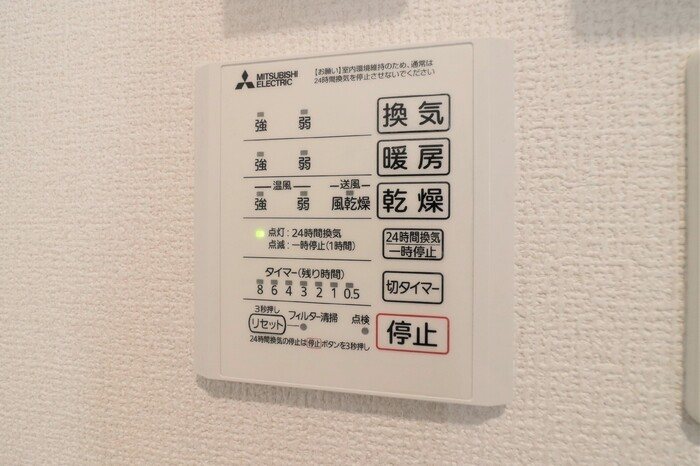 MITSUBISHI
ELECTRIC
【お願い】室内環境維持のため、通常は
24時間換気を停止させないでください
強 弱 換気
強 弱 暖房
温風 送風
強 弱 風乾燥 乾燥
点灯:24時間換気
点滅:一時停止(1時間)
24時間換気
一時停止
タイマー(残り時間)
8 6 4 3 2 1 0.5
切タイマー
3秒押し
リセット フィルター清掃 点検
停止
24時間換気の停止は停止ボタンを3秒押し